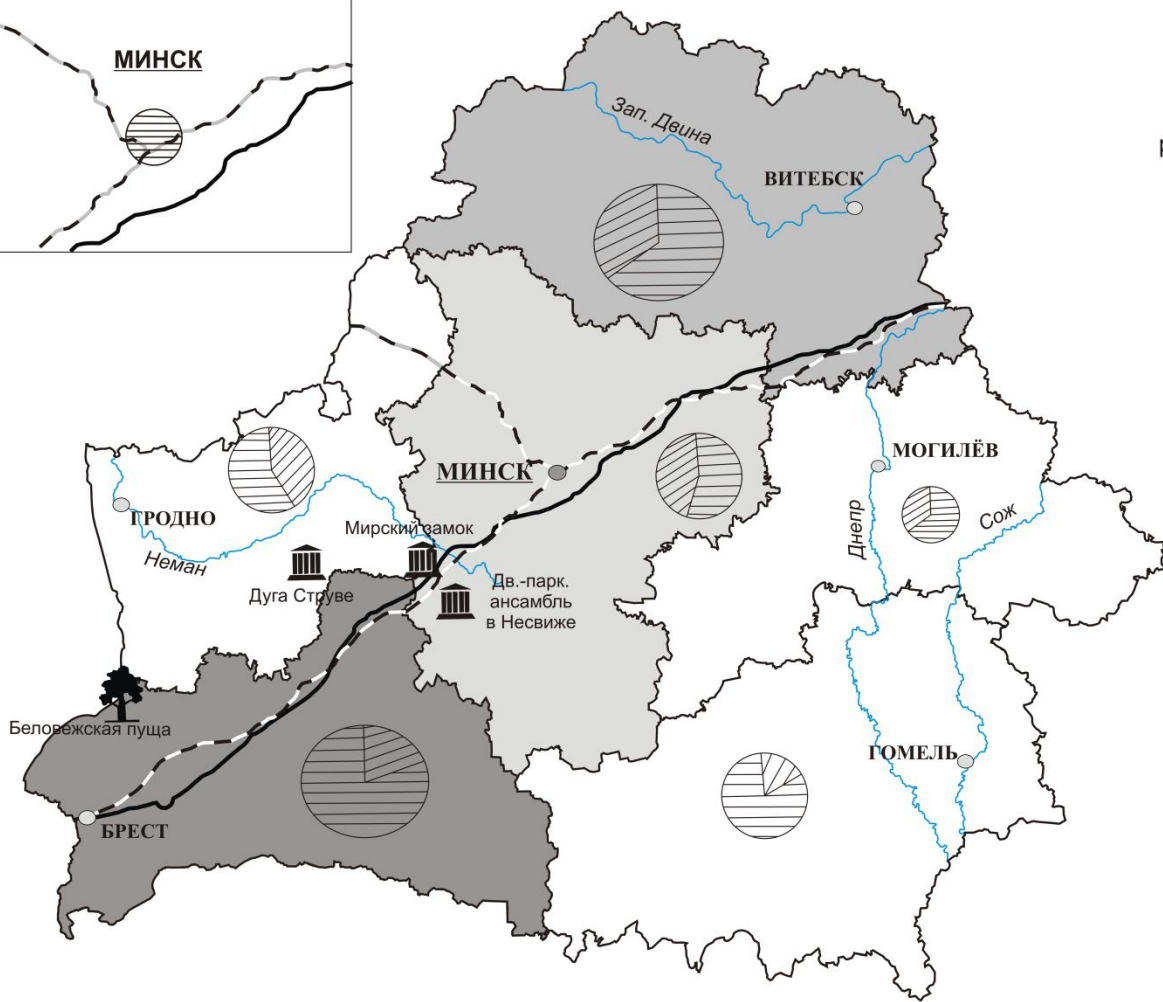 МИНСК
Зап. Двина
ВИТЕБСК
МИНСК
МОГИЛЁВ
Днепр
Сож
ГРОДНО
Неман
Мирский замок
Дуга Струве
Дв.-парк.
ансамбль
в Несвиже
Беловежская пуща
ГОМЕЛЬ
БРЕСТ